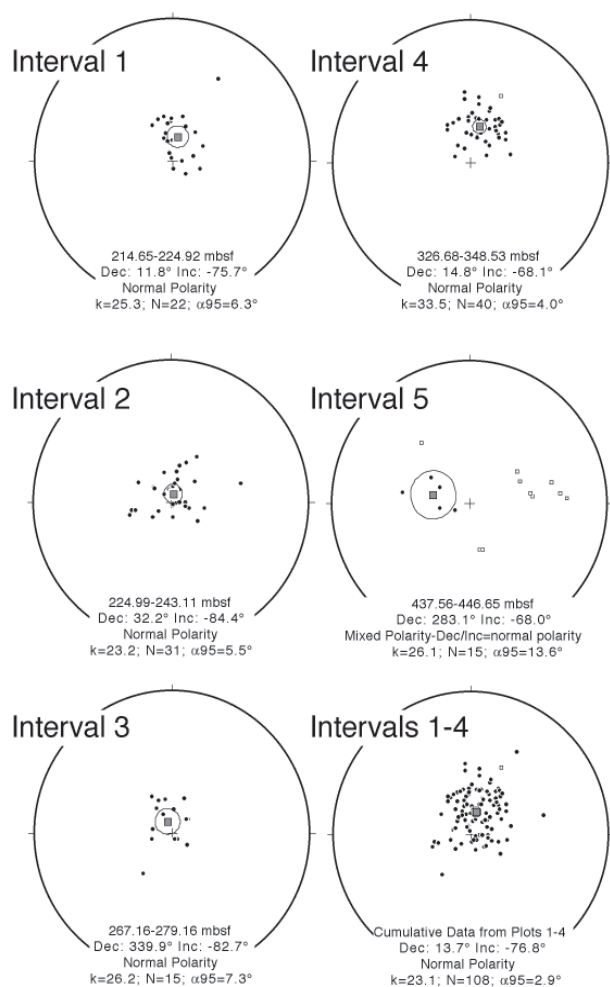 Interval 1
214.65-224.92 mbsf
Dec: 11.8° Inc: -75.7°
Normal Polarity
k=25.3; N=22; α95=6.3°
Interval 4
326.68-348.53 mbsf
Dec: 14.8° Inc: -68.1°
Normal Polarity
k=33.5; N=40; α95=4.0°
Interval 2
224.99-243.11 mbsf
Dec: 32.2° Inc: -84.4°
Normal Polarity
k=23.2; N=31; α95=5.5°
Interval 5
437.56-446.65 mbsf
Dec: 283.1° Inc: -68.0°
Mixed Polarity-Dec/Inc=normal polarity
k=26.1; N=15; α95=13.6°
Interval 3
267.16-279.16 mbsf
Dec: 339.9° Inc: -82.7°
Normal Polarity
k=26.2; N=15; α95=7.3°
Intervals 1-4
Cumulative Data from Plots 1-4
Dec: 13.7° Inc: -76.8°
Normal Polarity
k=23.1; N=108; α95=2.9°